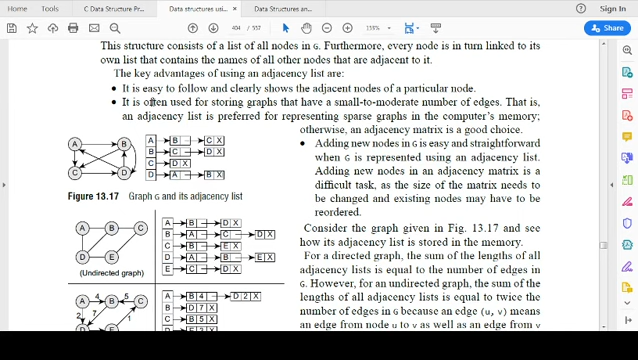 Home
Tools
C Data Structure Pr...
Data structures usi...
Data Structures an...
Sign In
404 / 557
155%
Share
This structure consists of a list of all nodes in G. Furthermore, every node is in turn linked to its
own list that contains the names of all other nodes that are adjacent to it.
The key advantages of using an adjacency list are:
• It is easy to follow and clearly shows the adjacent nodes of a particular node.
• It is often used for storing graphs that have a small-to-moderate number of edges. That is,
an adjacency list is preferred for representing sparse graphs in the computer's memory;
otherwise, an adjacency matrix is a good choice.
• Adding new nodes in G is easy and straightforward
when G is represented using an adjacency list.
Adding new nodes in an adjacency matrix is a
difficult task, as the size of the matrix needs to
be changed and existing nodes may have to be
reordered.
Consider the graph given in Fig. 13.17 and see
how its adjacency list is stored in the memory.
For a directed graph, the sum of the lengths of all
adjacency lists is equal to the number of edges in
G. However, for an undirected graph, the sum of the
lengths of all adjacency lists is equal to twice the
number of edges in G because an edge (u, v) means
an edge from node u to v as well as an edge from v
A B
C D
A B C X
B C D X
C D X
D A B X
Figure 13.17 Graph G and its adjacency list
A B C
D E
(Undirected graph)
A B D X
B A C D X
C B E X
D A B E X
E C D X
A 4 B 5 C
2 7 1
D E
A B 4 D 2 X
B D 7 X
C B 5 X
D E 3 X